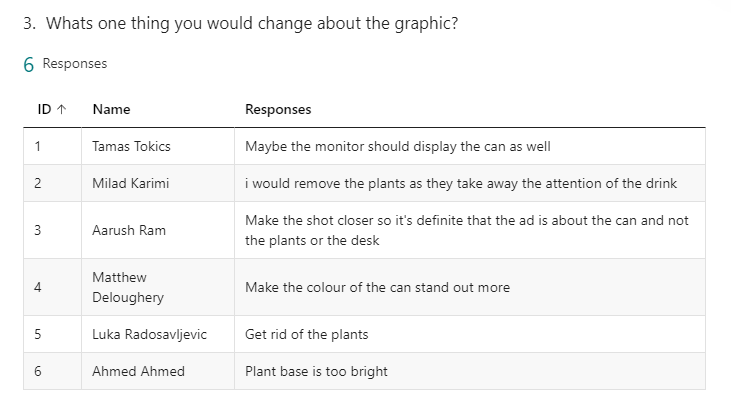 3. Whats one thing you would change about the graphic?
6 Responses
ID ↑ Name Responses
1 Tamas Tokics Maybe the monitor should display the can as well
2 Milad Karimi i would remove the plants as they take away the attention of the drink
3 Aarush Ram Make the shot closer so it's definite that the ad is about the can and not
the plants or the desk
4 Matthew
Deloughery Make the colour of the can stand out more
5 Luka Radosavljevic Get rid of the plants
6 Ahmed Ahmed Plant base is too bright